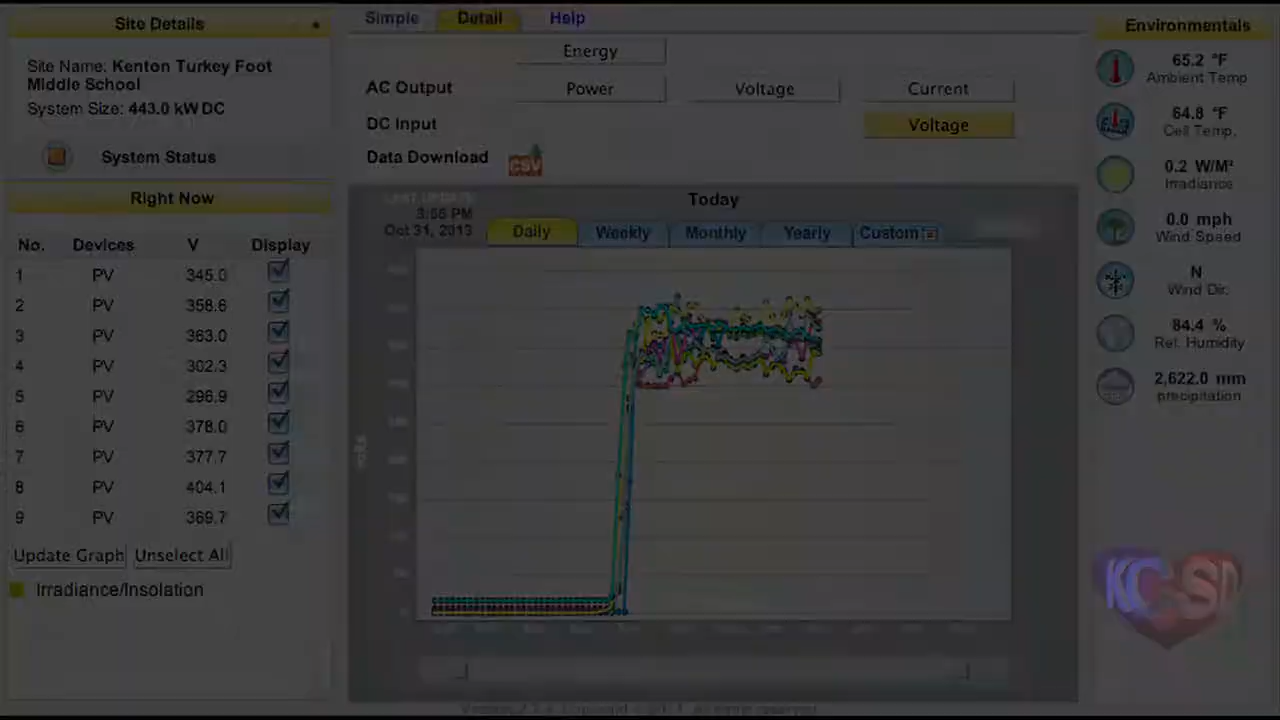 Site Details
Site Name: Kenton Turkey Foot
Middle School
System Size: 443.0 kW DC
System Status
Right Now
No. Devices V Display
1 PV 345.0
2 PV 358.6
3 PV 363.0
4 PV 302.3
5 PV 296.9
6 PV 378.0
7 PV 377.7
8 PV 404.1
9 PV 369.7
Update Graph Unselect All
Irradiance/Insolation
Simple Detail Help
Energy
AC Output Power Voltage Current
DC Input Voltage
Data Download CSV
LAST UPDATE
3:56 PM
Oct 31, 2013
Today
Daily Weekly Monthly Yearly Custom
Environmentals
65.2 °F
Ambient Temp
64.8 °F
Cell Temp.
0.2 W/M²
Irradiance
0.0 mph
Wind Speed
N
Wind Dir.
84.4 %
Rel. Humidity
2,622.0 mm
precipitation
KCSD